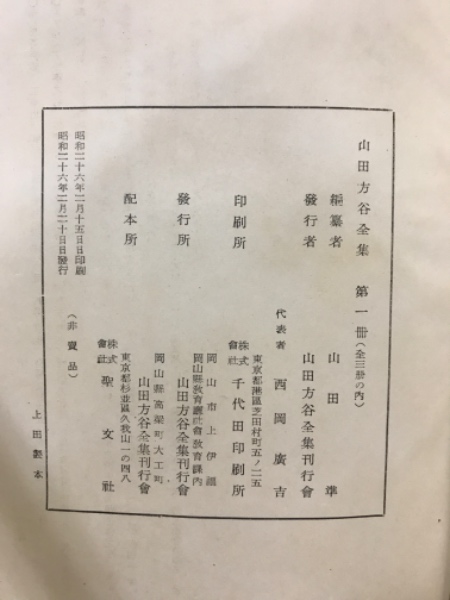 山田方谷全集 第一冊(全三册の內)
編纂者 山田準
發行者 山田方谷全集刊行會
代表者 西岡廣吉
東京都港區芝田村町五ノ二五
印刷所 株式會社 千代田印刷所
岡山市上伊福
岡山縣敎育廳社會敎育課內
發行所 山田方谷全集刊行會
岡山縣高梁町大工町
山田方谷全集刊行會
東京都杉並區久我山一の四八
配本所 株式會社 聖文社
昭和二十六年二月十五日印刷
昭和二十六年二月二十日發行
(非賣品)
上田製本